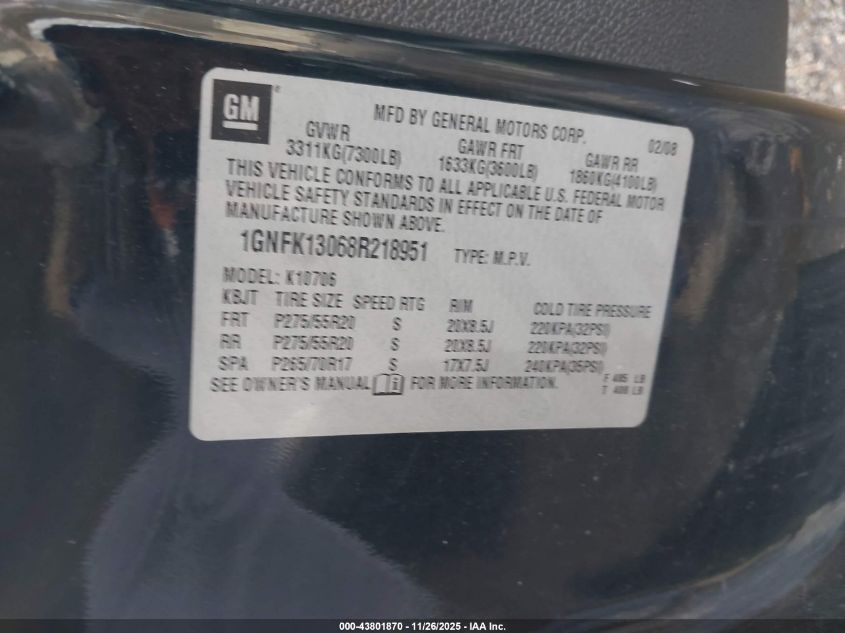 GM
MFD BY GENERAL MOTORS CORP. 02/08
GVWR GAWR FRT GAWR RR
3311KG(7300LB) 1633KG(3600LB) 1860KG(4100LB)
THIS VEHICLE CONFORMS TO ALL APPLICABLE U.S. FEDERAL MOTOR
VEHICLE SAFETY STANDARDS IN EFFECT ON THE DATE OF
MANUFACTURE SHOWN ABOVE.
1GNFK13068R218951 TYPE: M.P.V.
MODEL: K10706
KBJT TIRE SIZE SPEED RTG RIM COLD TIRE PRESSURE
FRT P275/55R20 S 20X8.5J 220KPA(32PSI)
RR P275/55R20 S 20X8.5J 220KPA(32PSI)
SPA P265/70R17 S 17X7.5J 240KPA(35PSI)
SEE OWNER'S MANUAL FOR MORE INFORMATION.
F 405 LB
T 408 LB
000-43801870 - 11/26/2025 - IAA Inc.